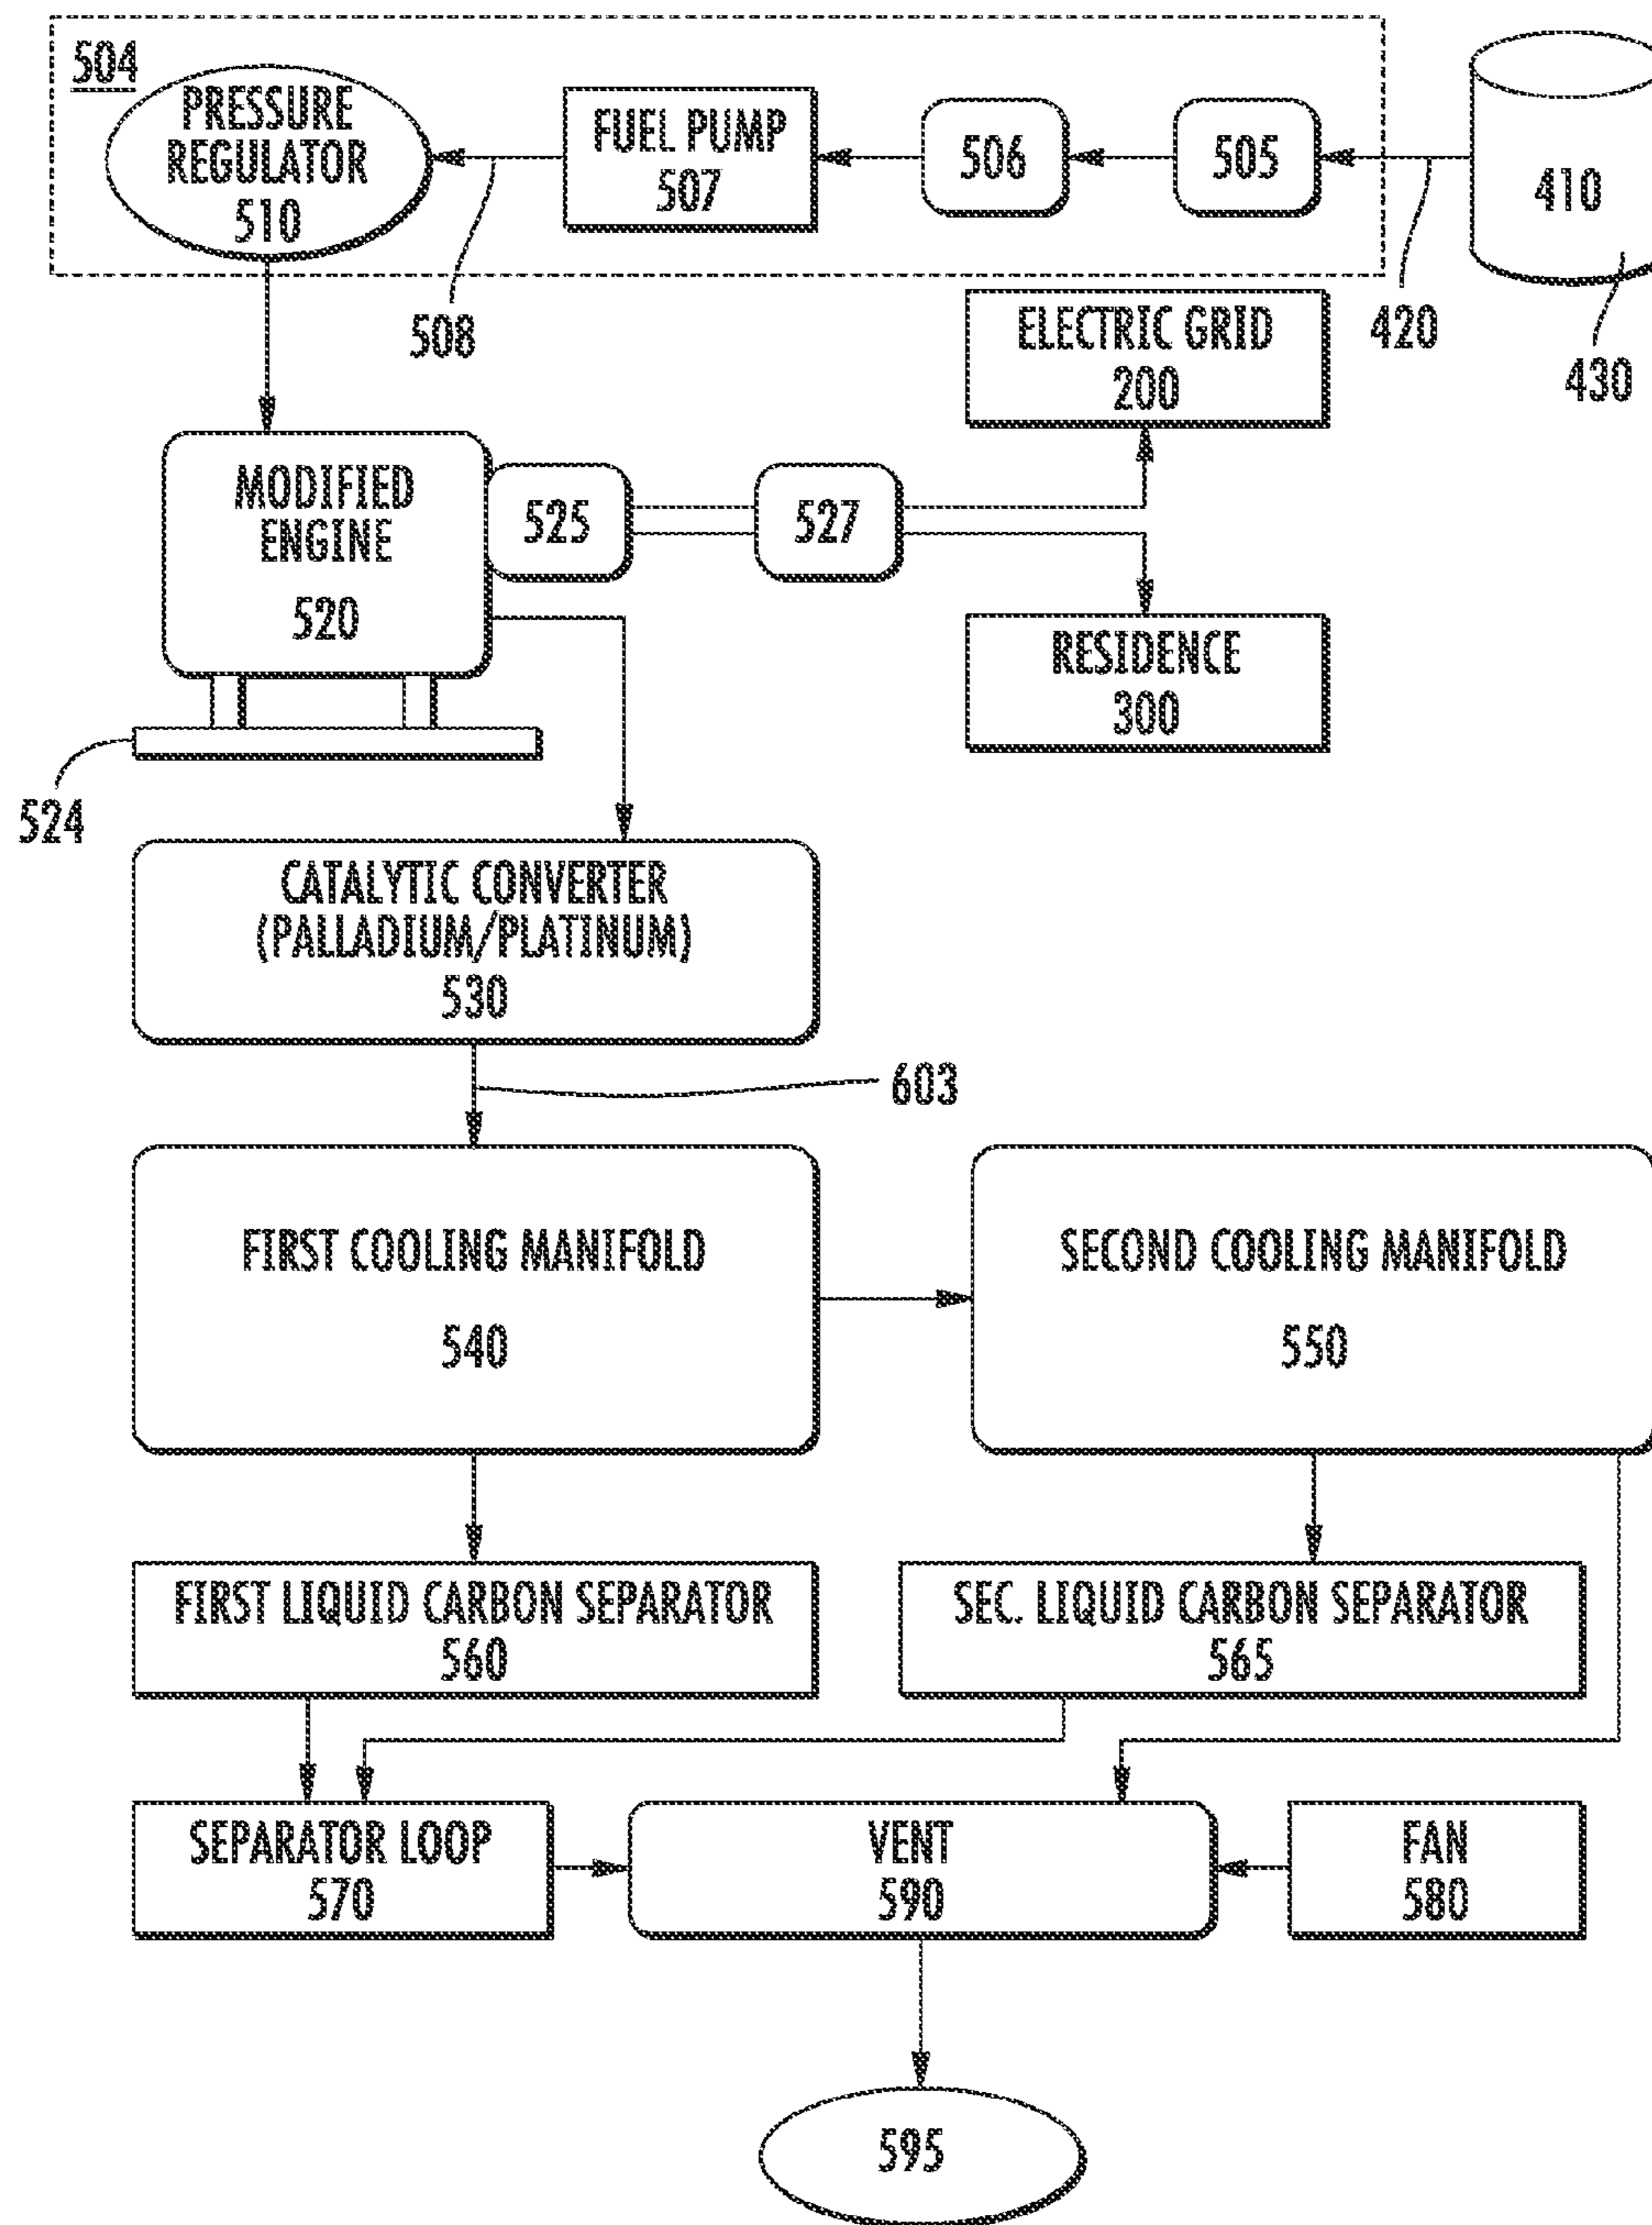 504
PRESSURE
REGULATOR
510
FUEL PUMP
507
506
505
410
508
420
430
ELECTRIC GRID
200
MODIFIED
ENGINE
520
525
527
RESIDENCE
300
524
CATALYTIC CONVERTER
(PALLADIUM/PLATINUM)
530
603
FIRST COOLING MANIFOLD
540
SECOND COOLING MANIFOLD
550
FIRST LIQUID CARBON SEPARATOR
560
SEC. LIQUID CARBON SEPARATOR
565
SEPARATOR LOOP
570
VENT
590
FAN
580
595